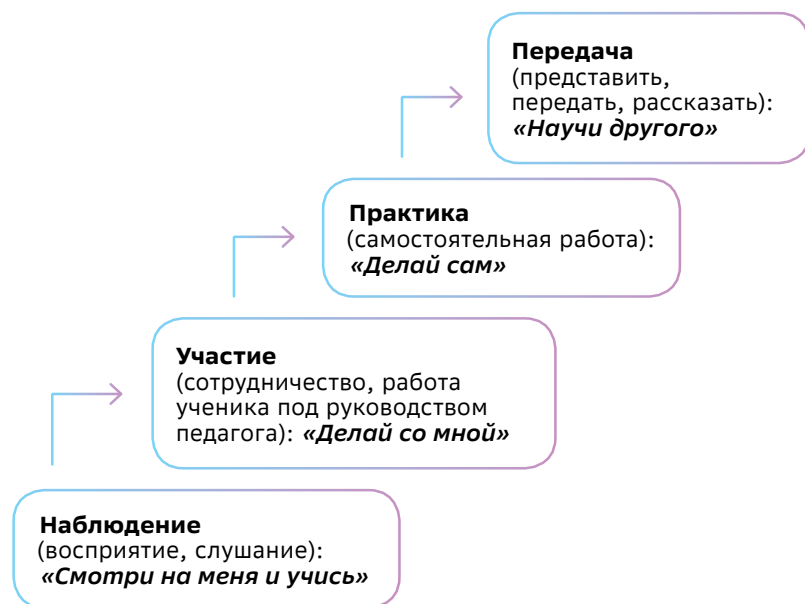 Передача
(представить,
передать, рассказать):
«Научи другого»
Практика
(самостоятельная работа):
«Делай сам»
Участие
(сотрудничество, работа
ученика под руководством
педагога): «Делай со мной»
Наблюдение
(восприятие, слушание):
«Смотри на меня и учись»